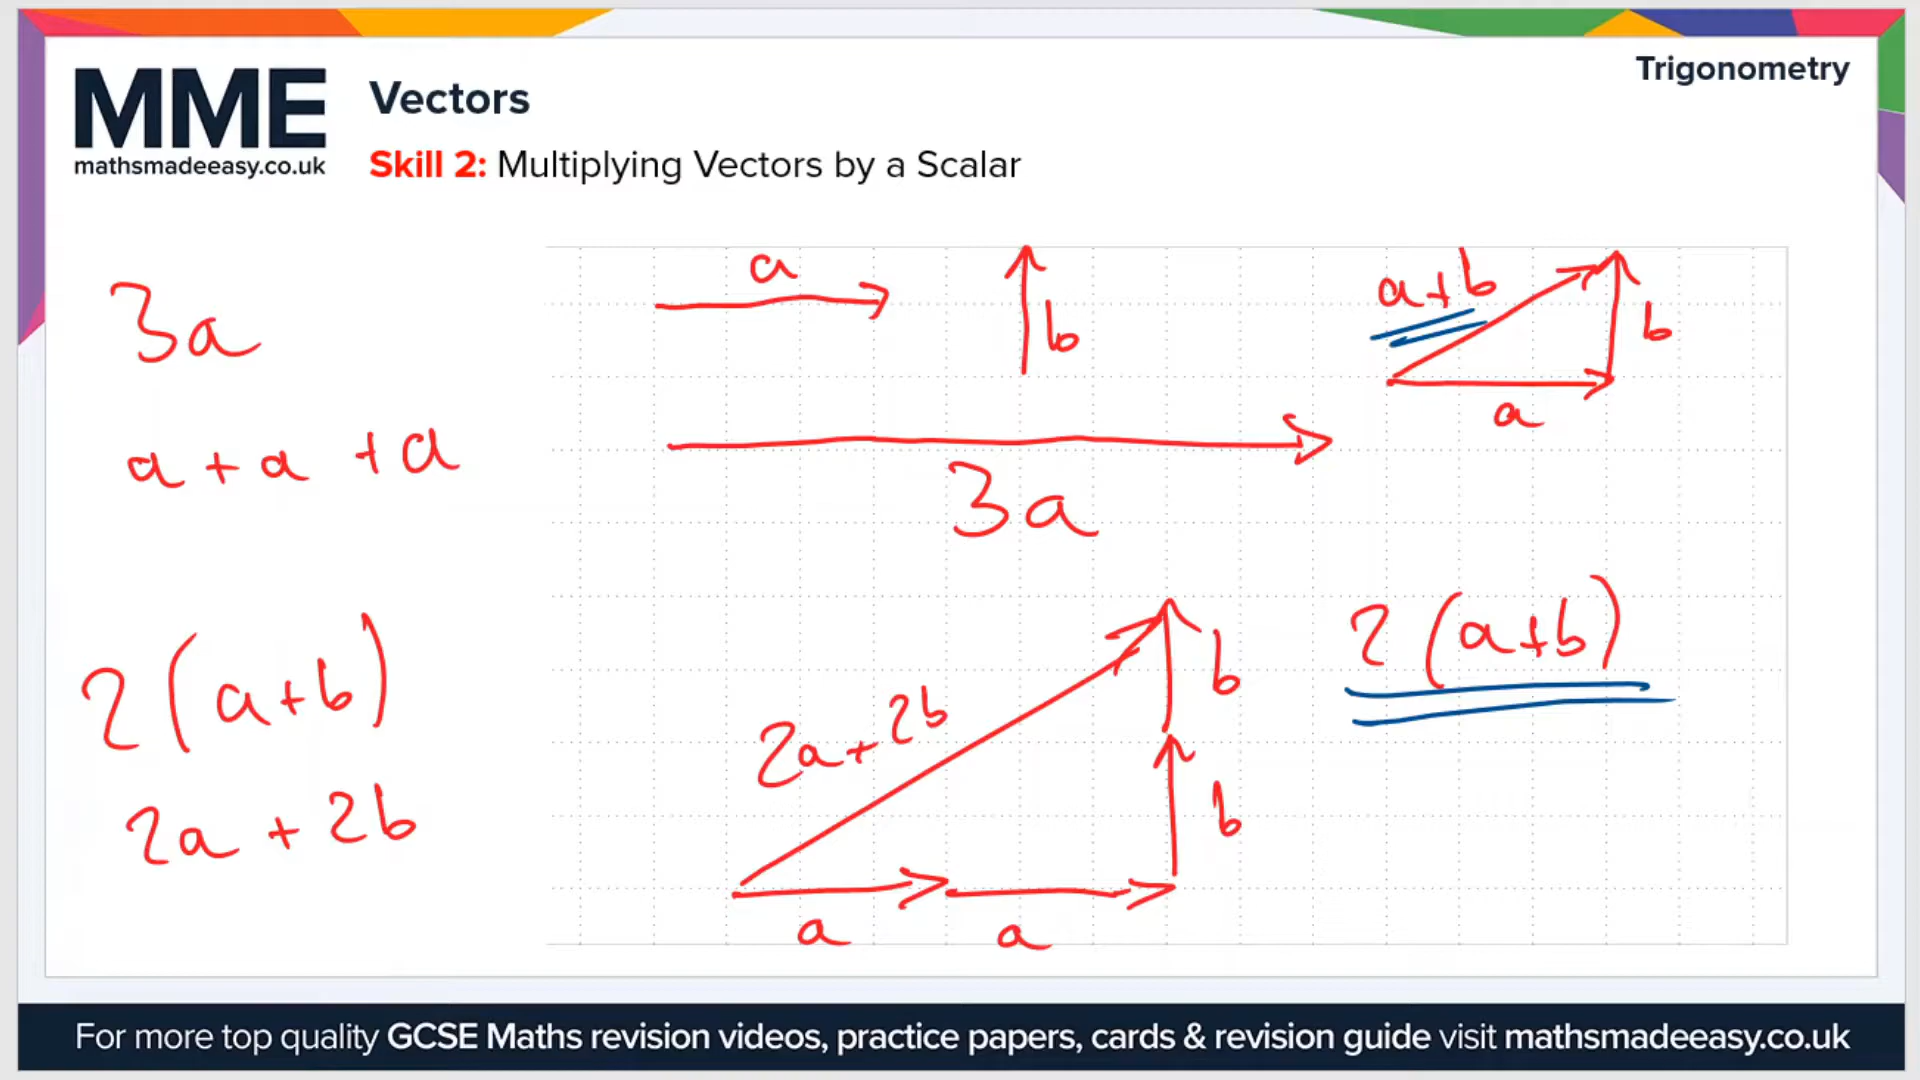 Trigonometry
MME
mathsmadeeasy.co.uk
Vectors
Skill 2: Multiplying Vectors by a Scalar
3a
a + a + a
2(a+b)
2a + 2b
a
b
a+b
b
a
3a
2a+2b
b
b
a
a
2(a+b)
For more top quality GCSE Maths revision videos, practice papers, cards & revision guide visit mathsmadeeasy.co.uk